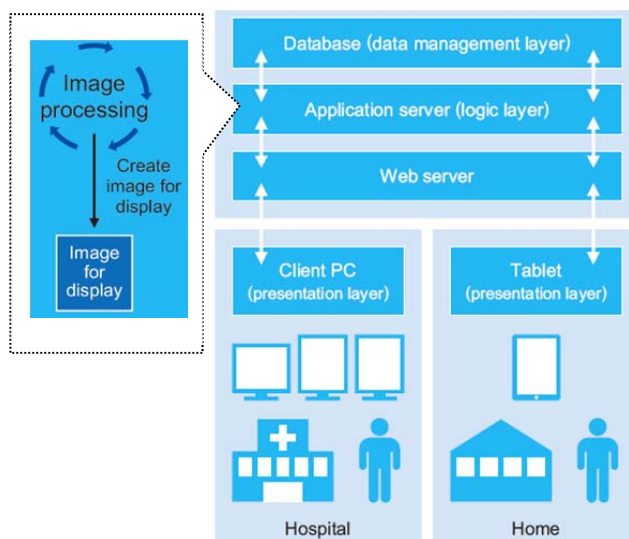 Image
processing
Create
image for
display
Image
for
display
Database (data management layer)
Application server (logic layer)
Web server
Client PC
(presentation layer)
Tablet
(presentation layer)
Hospital
Home